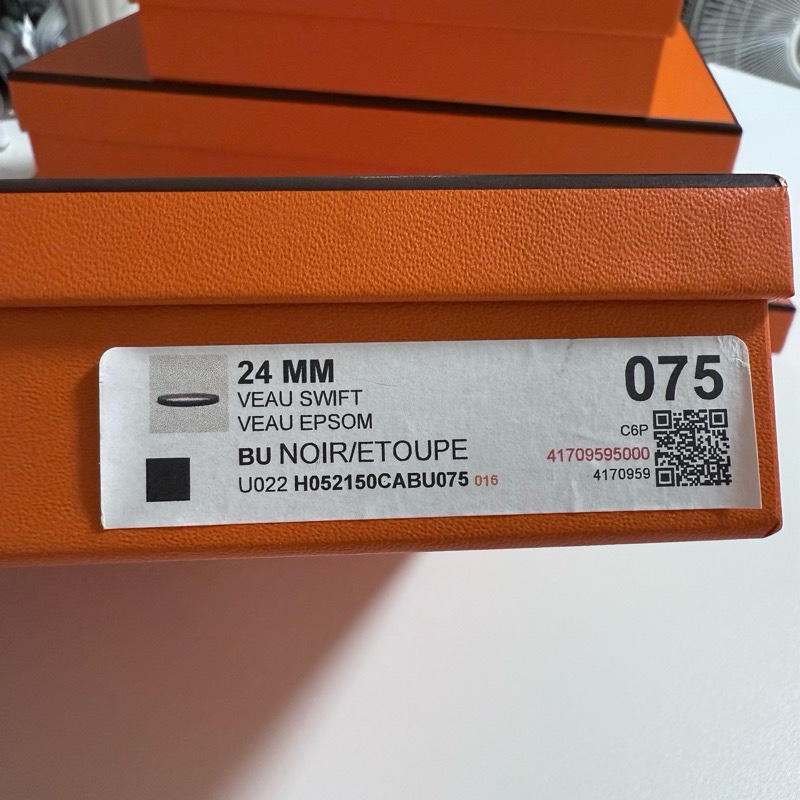 24 MM
VEAU SWIFT
VEAU EPSOM
BU NOIR/ETOUPE
U022 H052150CABU075 016
075
C6P
41709595000
4170959